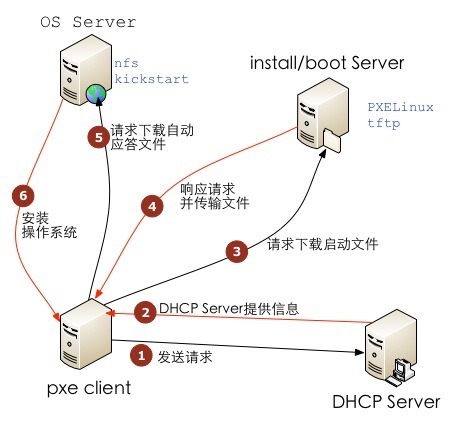 OS Server
nfs
kickstart
install/boot Server
PXELinux
tftp
5
请求下载自动
应答文件
6
安装
操作系统
4
响应请求
并传输文件
3
请求下载启动文件
2
DHCP Server提供信息
1
发送请求
pxe client
DHCP Server